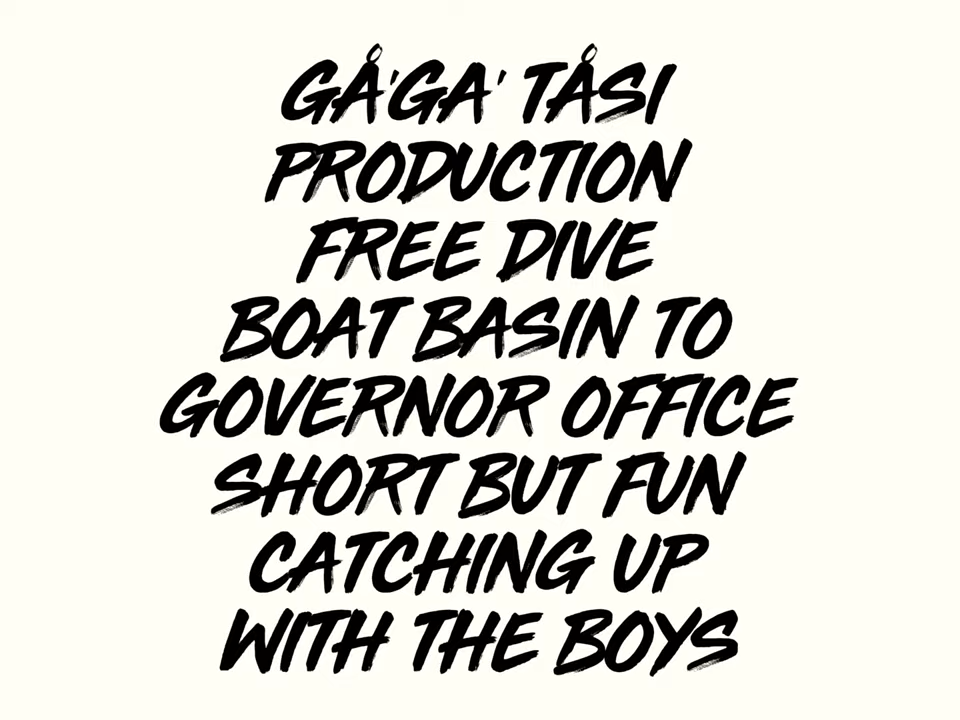 GÅ'GA' TÅSI
PRODUCTION
FREE DIVE
BOAT BASIN TO
GOVERNOR OFFICE
SHORT BUT FUN
CATCHING UP
WITH THE BOYS